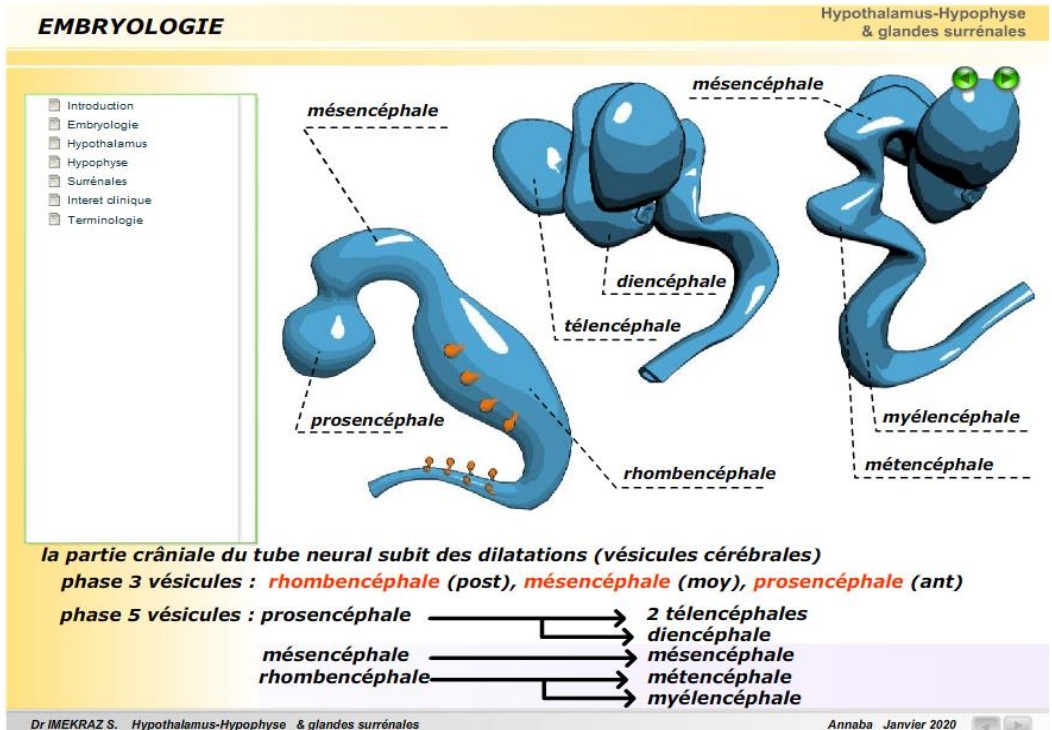 EMBRYOLOGIE
Hypothalamus-Hypophyse
& glandes surrénales
Introduction
Embryologie
Hypothalamus
Hypophyse
Surrénales
Interet clinique
Terminologie
mésencéphale
mésencéphale
diencéphale
télencéphale
prosencéphale
rhombencéphale
myélencéphale
métencéphale
la partie crâniale du tube neural subit des dilatations (vésicules cérébrales)
phase 3 vésicules : rhombencéphale (post), mésencéphale (moy), prosencéphale (ant)
phase 5 vésicules : prosencéphale 2 télencéphales
diencéphale
mésencéphale mésencéphale
rhombencéphale métencéphale
myélencéphale
Dr IMEKRAZ S. Hypothalamus-Hypophyse & glandes surrénales Annaba Janvier 2020